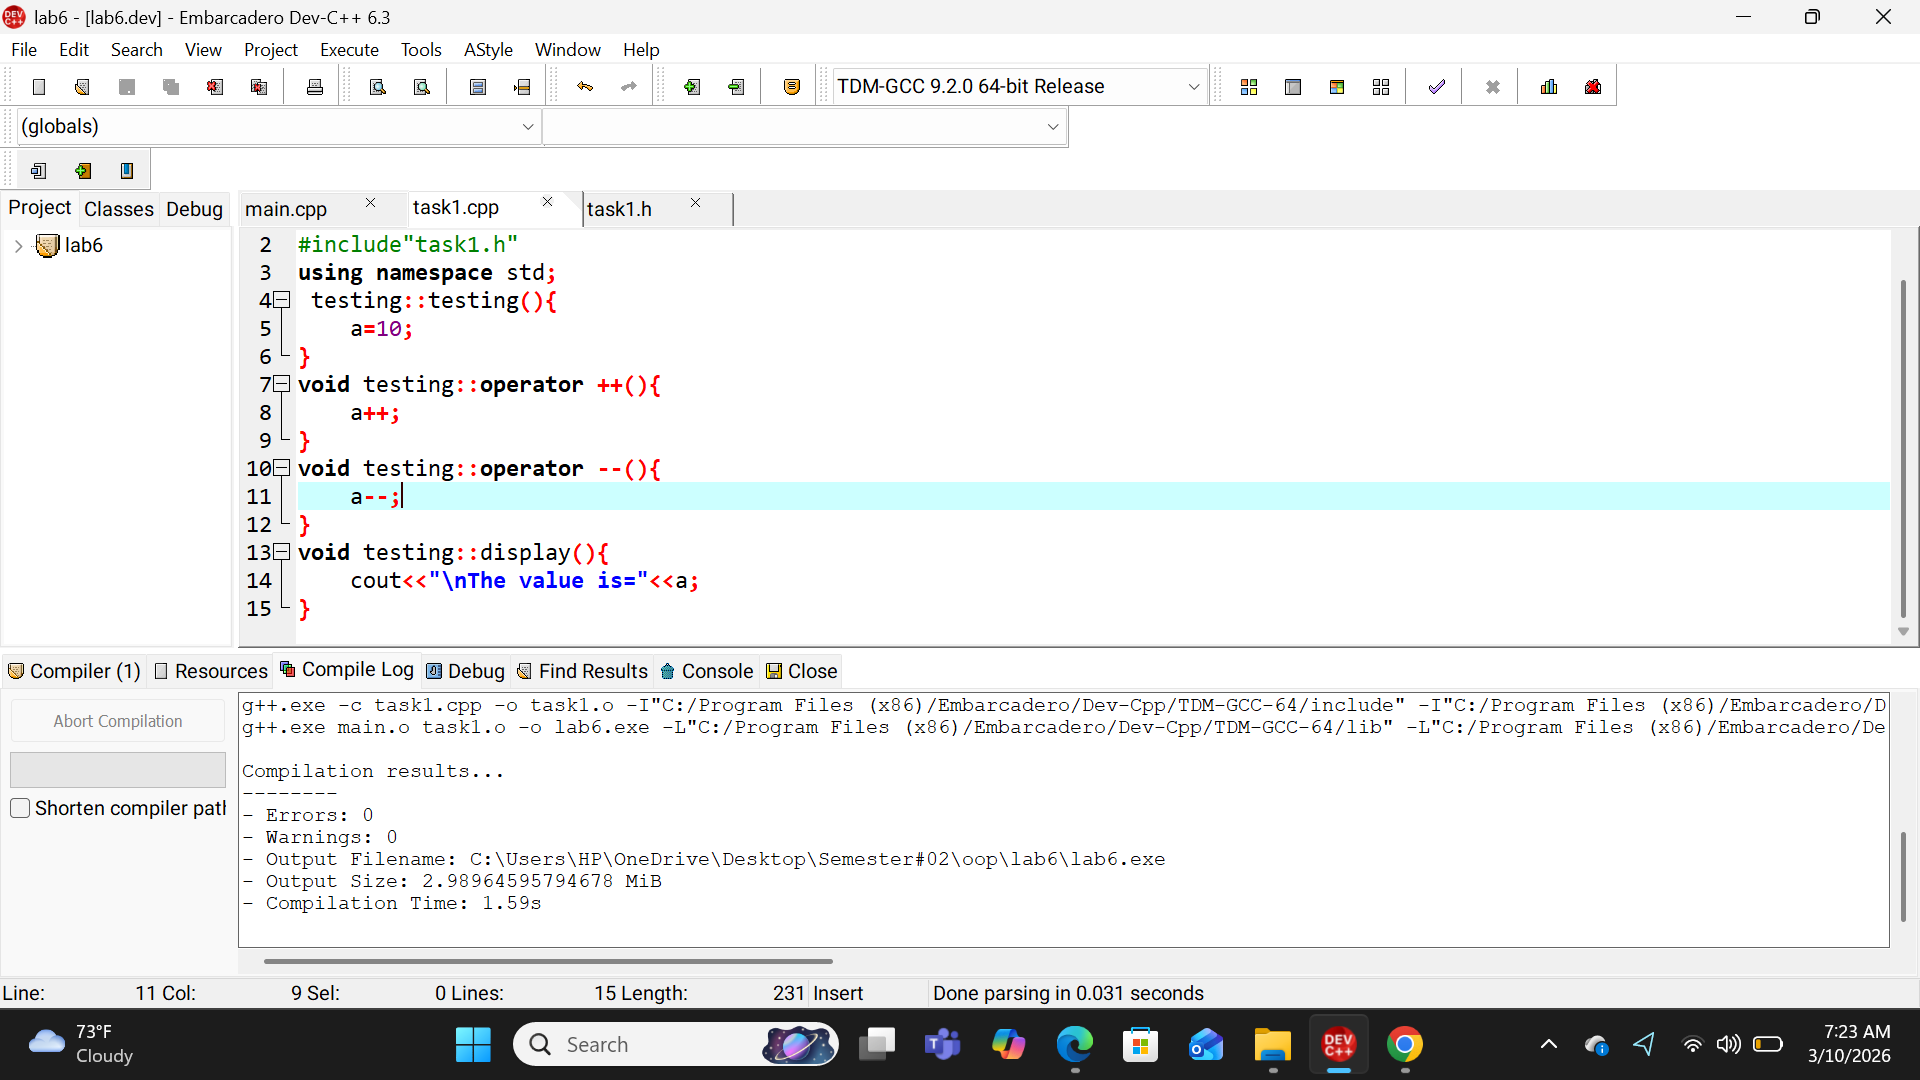 lab6 - [lab6.dev] - Embarcadero Dev-C++ 6.3
File Edit Search View Project Execute Tools AStyle Window Help
TDM-GCC 9.2.0 64-bit Release
(globals)
Project Classes Debug main.cpp task1.cpp task1.h
lab6
2 #include"task1.h"
3 using namespace std;
4 testing::testing(){
5 a=10;
6 }
7 void testing::operator ++(){
8 a++;
9 }
10 void testing::operator --(){
11 a--;
12 }
13 void testing::display(){
14 cout<<"\nThe value is="<<a;
15 }
Compiler (1) Resources Compile Log Debug Find Results Console Close
Abort Compilation
Shorten compiler path
g++.exe -c task1.cpp -o task1.o -I"C:/Program Files (x86)/Embarcadero/Dev-Cpp/TDM-GCC-64/include" -I"C:/Program Files (x86)/Embarcadero/D
g++.exe main.o task1.o -o lab6.exe -L"C:/Program Files (x86)/Embarcadero/Dev-Cpp/TDM-GCC-64/lib" -L"C:/Program Files (x86)/Embarcadero/De
Compilation results...
--------
- Errors: 0
- Warnings: 0
- Output Filename: C:\Users\HP\OneDrive\Desktop\Semester#02\oop\lab6\lab6.exe
- Output Size: 2.98964595794678 MiB
- Compilation Time: 1.59s
Line: 11 Col: 9 Sel: 0 Lines: 15 Length: 231 Insert Done parsing in 0.031 seconds
73°F
Cloudy
Search
DEV C++
7:23 AM
3/10/2026